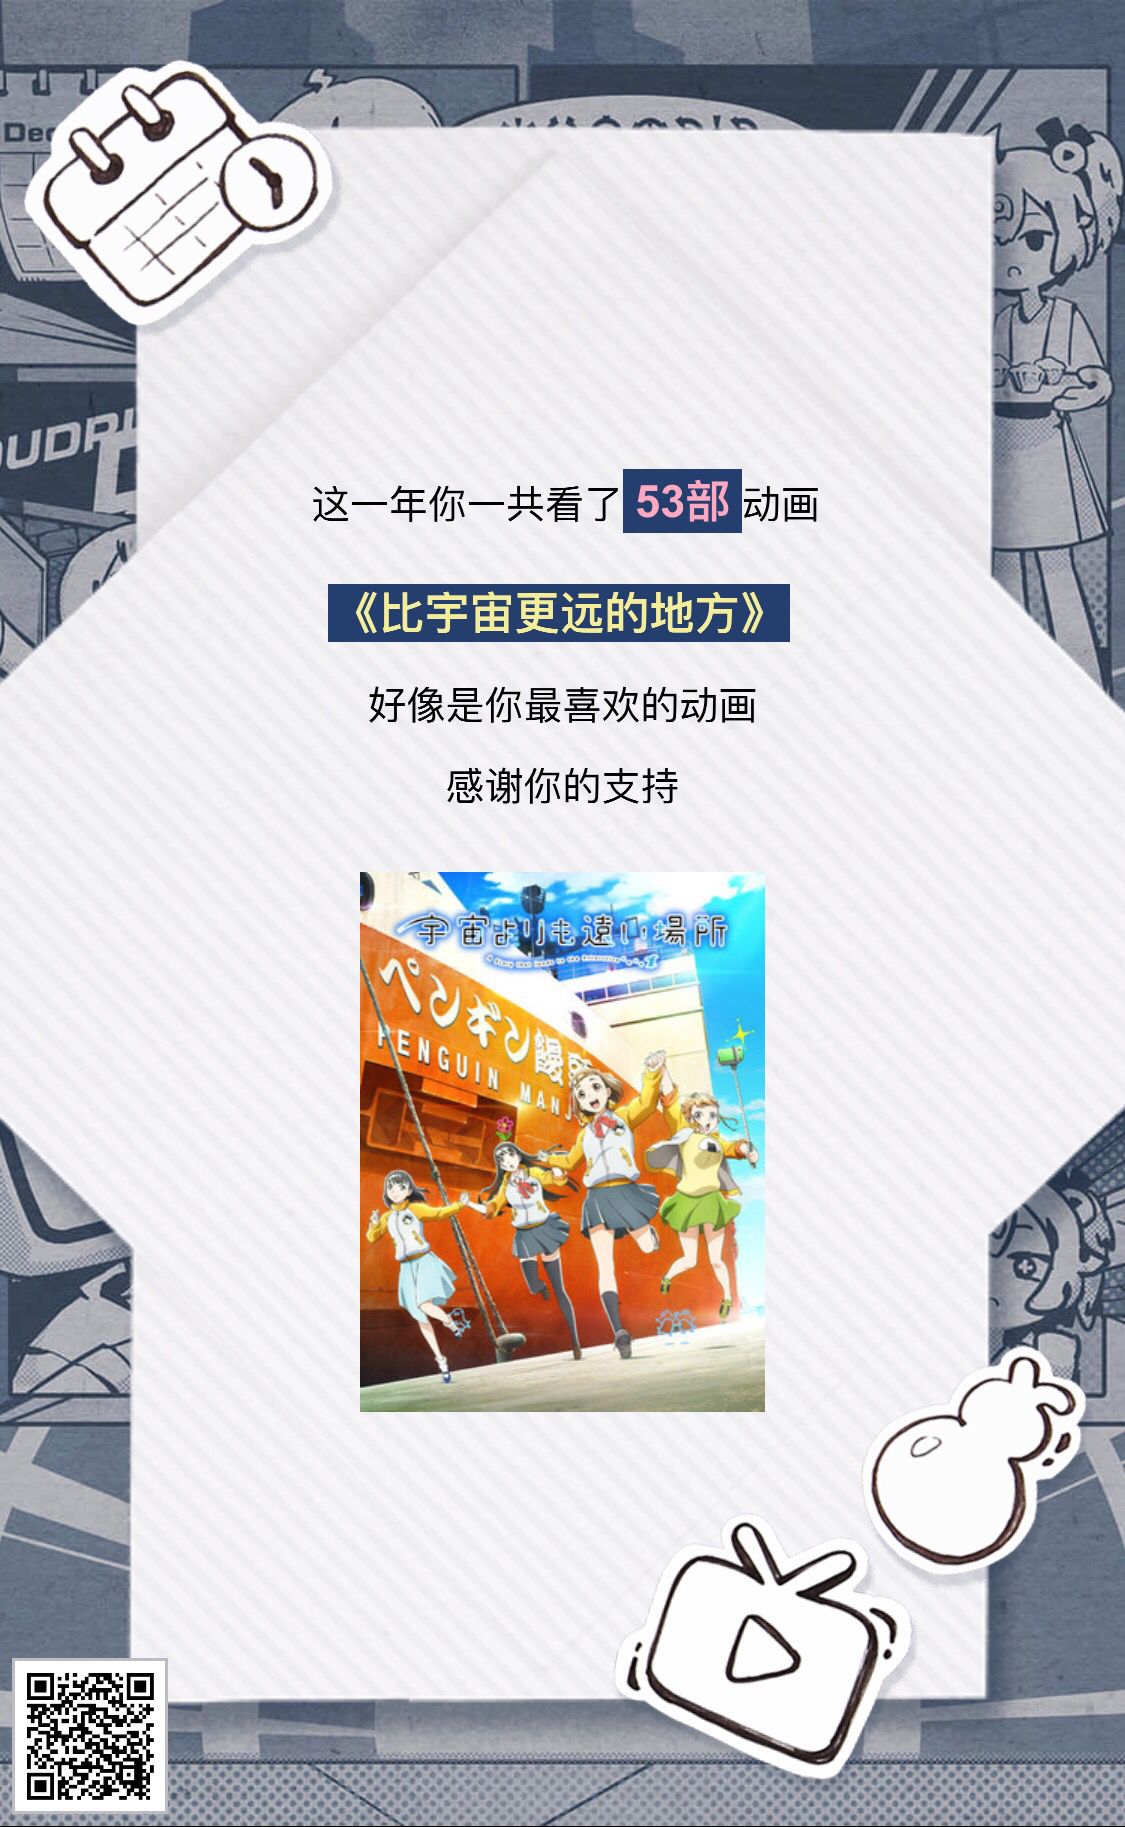 Dec
这一年你一共看了 53部 动画
《比宇宙更远的地方》
好像是你最喜欢的动画
感谢你的支持
宇宙よりも遠い場所
ペンギン饅
PENGUIN MANJ